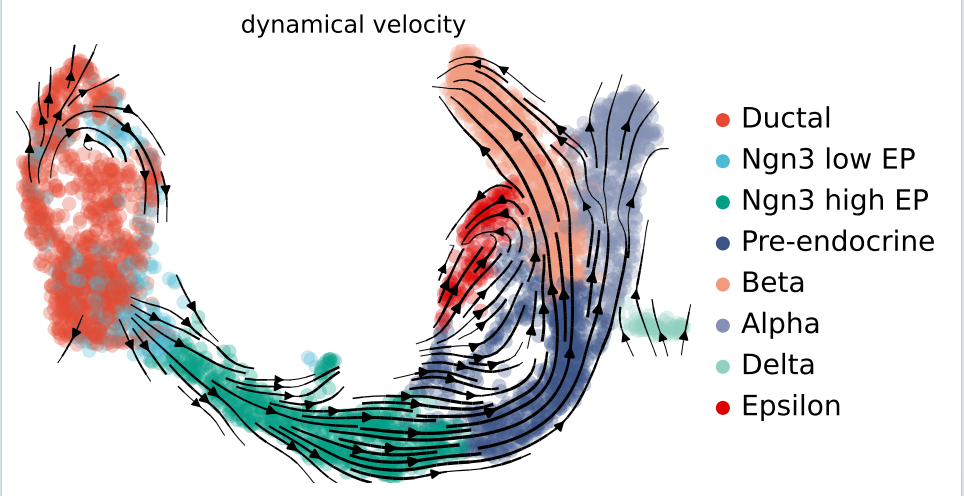 dynamical velocity
Ductal
Ngn3 low EP
Ngn3 high EP
Pre-endocrine
Beta
Alpha
Delta
Epsilon